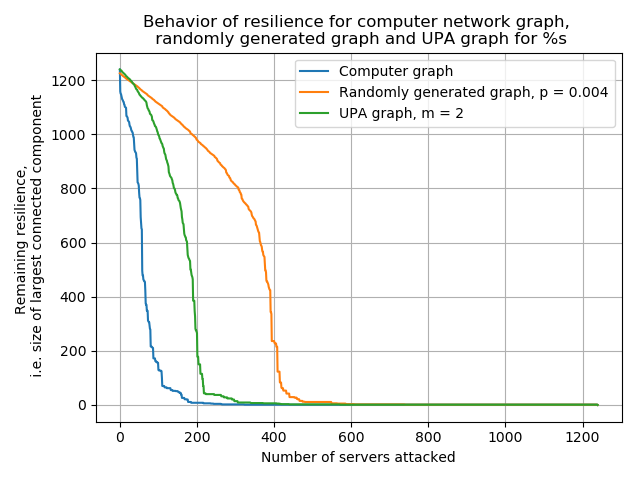 Behavior of resilience for computer network graph,
randomly generated graph and UPA graph for %s
Computer graph
Randomly generated graph, p = 0.004
UPA graph, m = 2
Remaining resilience,
i.e. size of largest connected component
1200
1000
800
600
400
200
0
0 200 400 600 800 1000 1200
Number of servers attacked